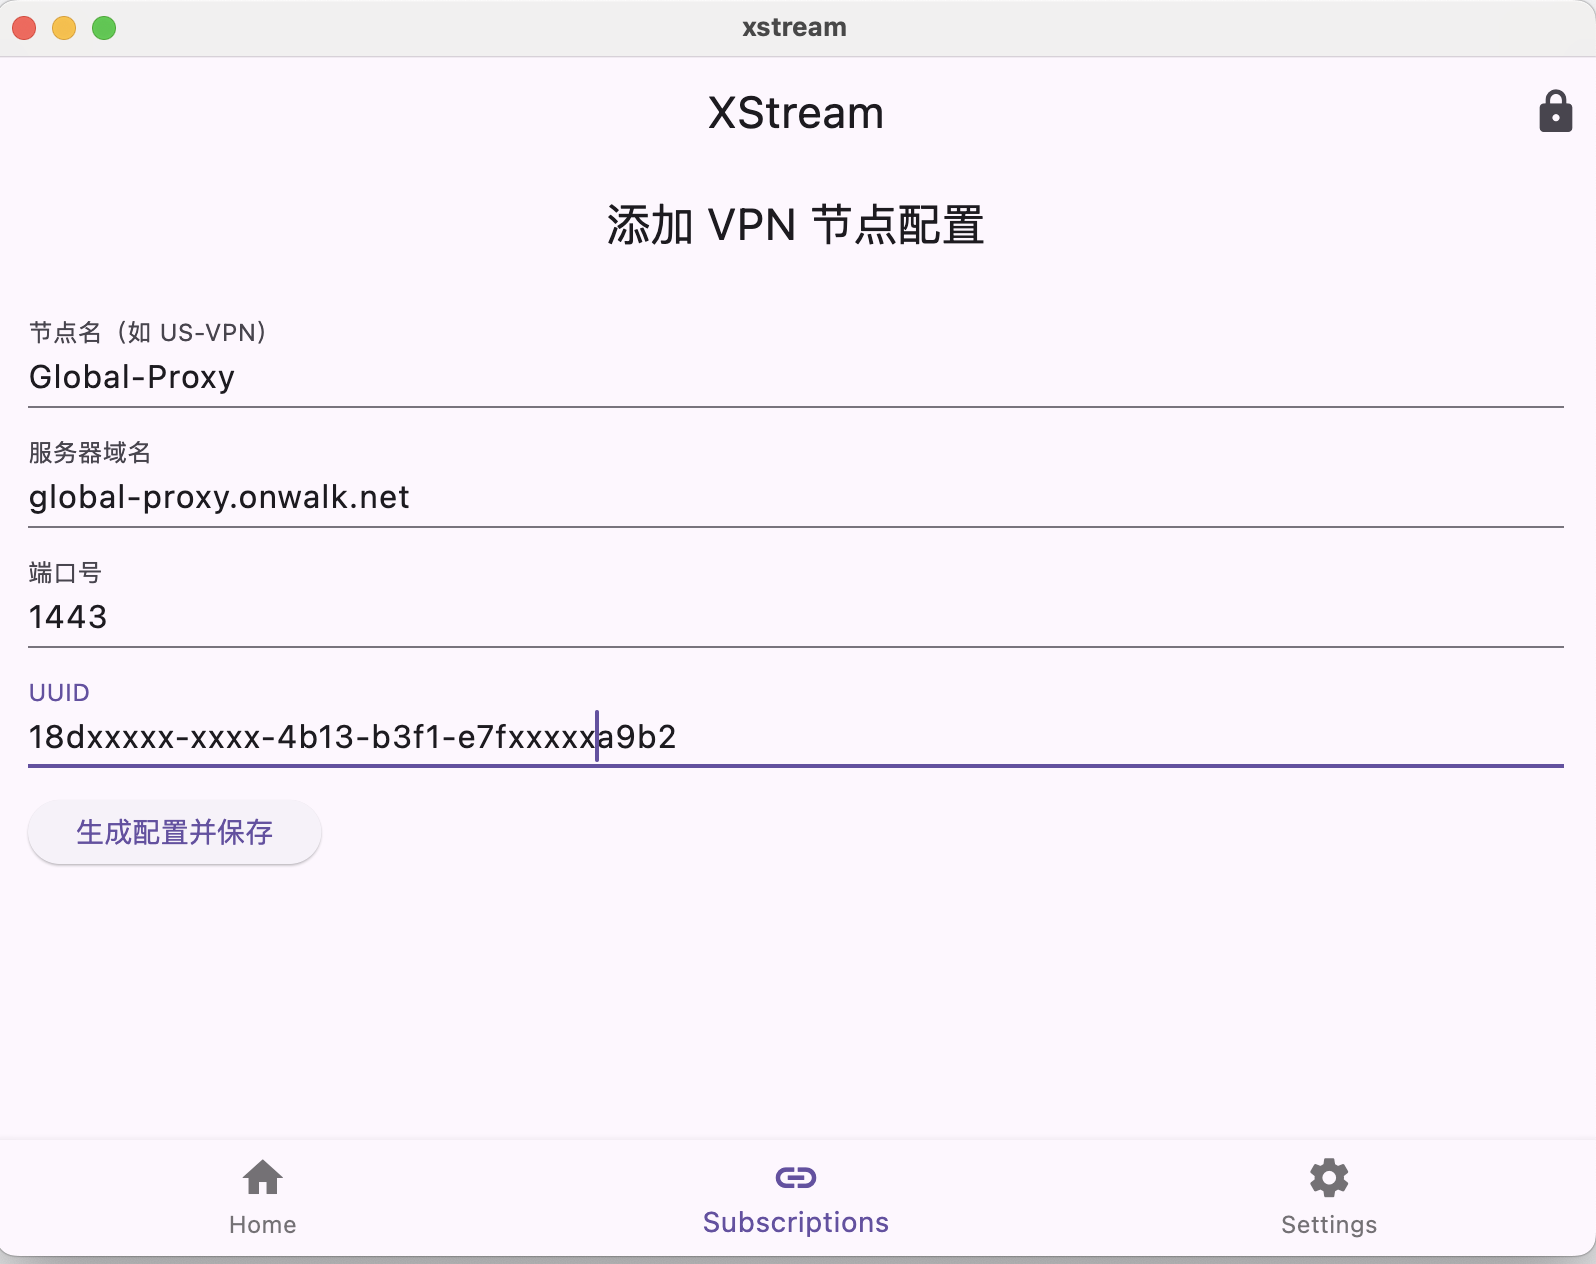 xstream
XStream
添加 VPN 节点配置
节点名（如 US-VPN）
Global-Proxy
服务器域名
global-proxy.onwalk.net
端口号
1443
UUID
18dxxxxx-xxxx-4b13-b3f1-e7fxxxxxa9b2
生成配置并保存
Home
Subscriptions
Settings